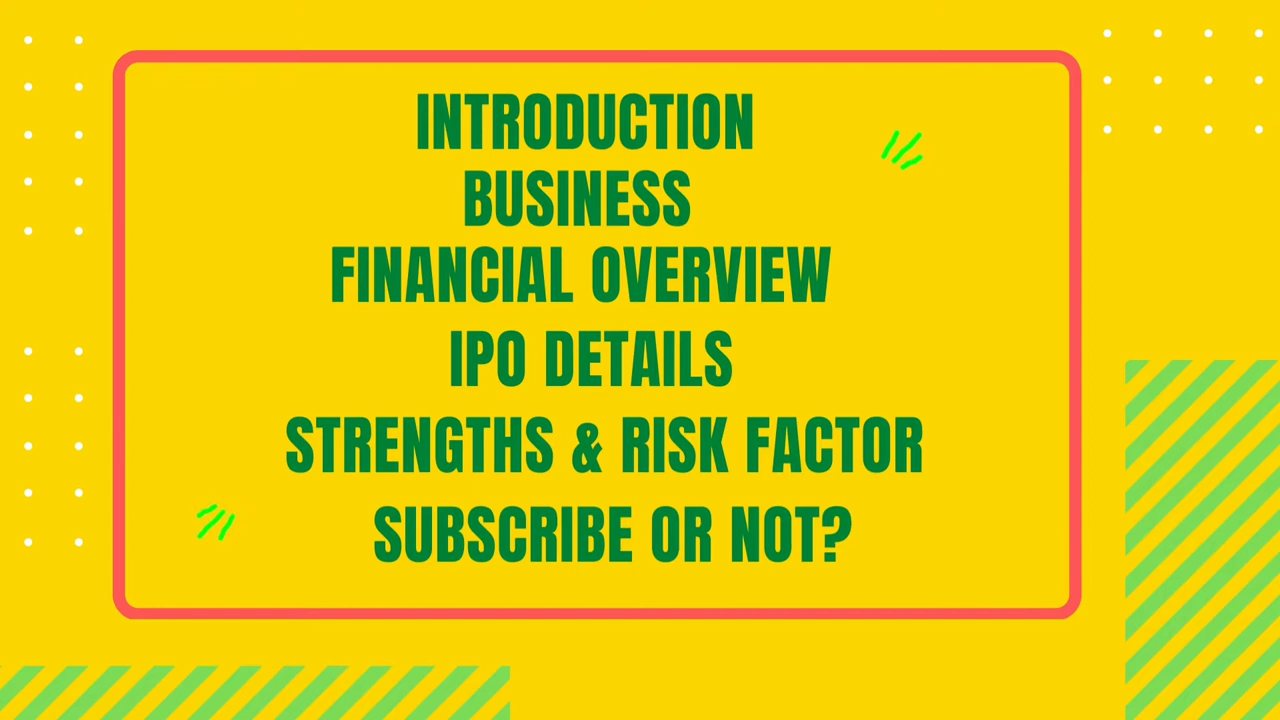 INTRODUCTION
BUSINESS
FINANCIAL OVERVIEW
IPO DETAILS
STRENGTHS & RISK FACTOR
SUBSCRIBE OR NOT?